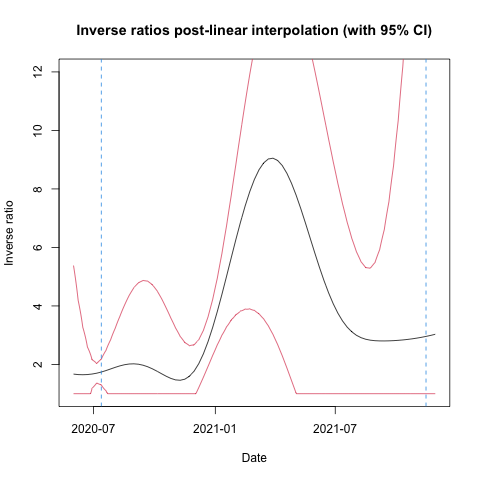 Inverse ratios post-linear interpolation (with 95% CI)
12
10
8
6
4
2
Inverse ratio
2020-07 2021-01 2021-07
Date